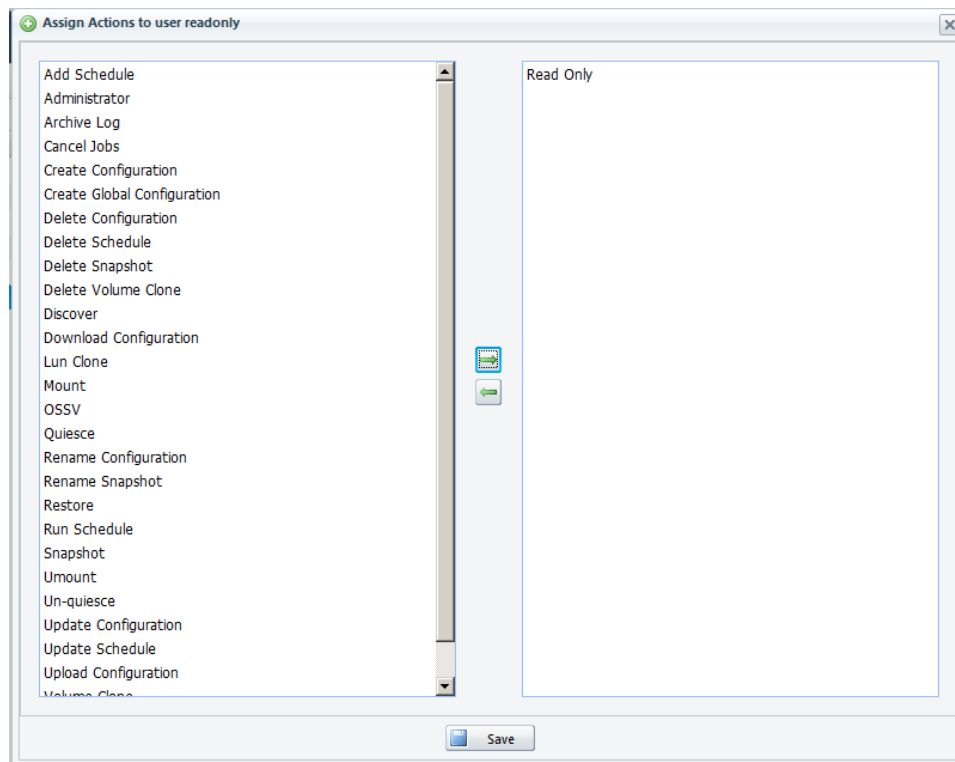 Assign Actions to user readonly
Add Schedule
Administrator
Archive Log
Cancel Jobs
Create Configuration
Create Global Configuration
Delete Configuration
Delete Schedule
Delete Snapshot
Delete Volume Clone
Discover
Download Configuration
Lun Clone
Mount
OSSV
Quiesce
Rename Configuration
Rename Snapshot
Restore
Run Schedule
Snapshot
Umount
Un-quiesce
Update Configuration
Update Schedule
Upload Configuration
Volume Clone
Read Only
Save